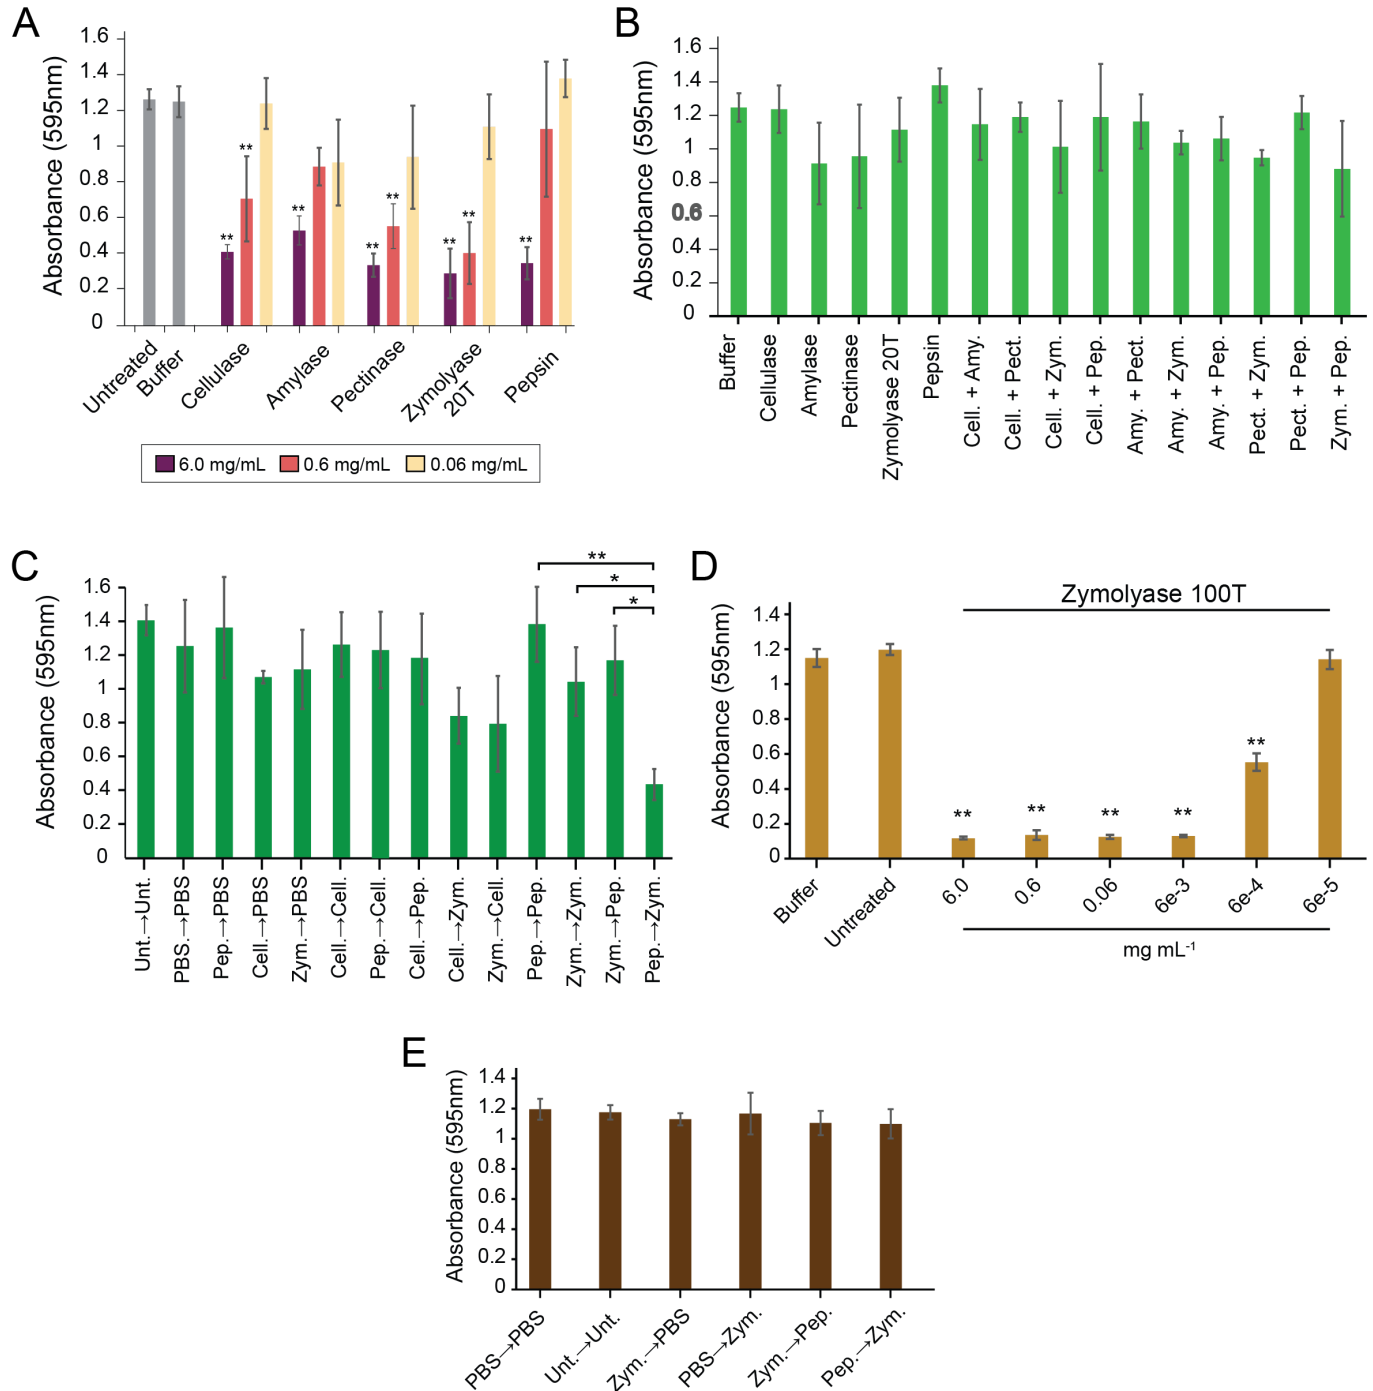 A
Absorbance (595nm)
1.6
1.4
1.2
1
0.8
0.6
0.4
0.2
0
**
**
**
**
**
**
**
**
Untreated
Buffer
Cellulase
Amylase
Pectinase
Zymolyase
20T
Pepsin
6.0 mg/mL 0.6 mg/mL 0.06 mg/mL
B
Absorbance (595nm)
1.6
1.4
1.2
1
0.8
0.6
0.4
0.2
0
Buffer
Cellulase
Amylase
Pectinase
Zymolyase 20T
Pepsin
Cell. + Amy.
Cell. + Pect.
Cell. + Zym.
Cell. + Pep.
Amy. + Pect.
Amy. + Zym.
Amy. + Pep.
Pect. + Zym.
Pect. + Pep.
Zym. + Pep.
C
Absorbance (595nm)
1.6
1.4
1.2
1
0.8
0.6
0.4
0.2
0
**
*
*
Unt.→Unt.
PBS.→PBS
Pep.→PBS
Cell.→PBS
Zym.→PBS
Cell.→Cell.
Pep.→Cell.
Cell.→Pep.
Cell.→Zym.
Zym.→Cell.
Pep.→Pep.
Zym.→Zym.
Zym.→Pep.
Pep.→Zym.
D
Zymolyase 100T
Absorbance (595nm)
1.4
1.2
1
0.8
0.6
0.4
0.2
0
**
**
**
**
**
Buffer
Untreated
6.0
0.6
0.06
6e-3
6e-4
6e-5
mg mL⁻¹
E
Absorbance (595nm)
1.4
1.2
1
0.8
0.6
0.4
0.2
0
PBS→PBS
Unt.→Unt.
Zym.→PBS
PBS→Zym.
Zym.→Pep.
Pep.→Zym.